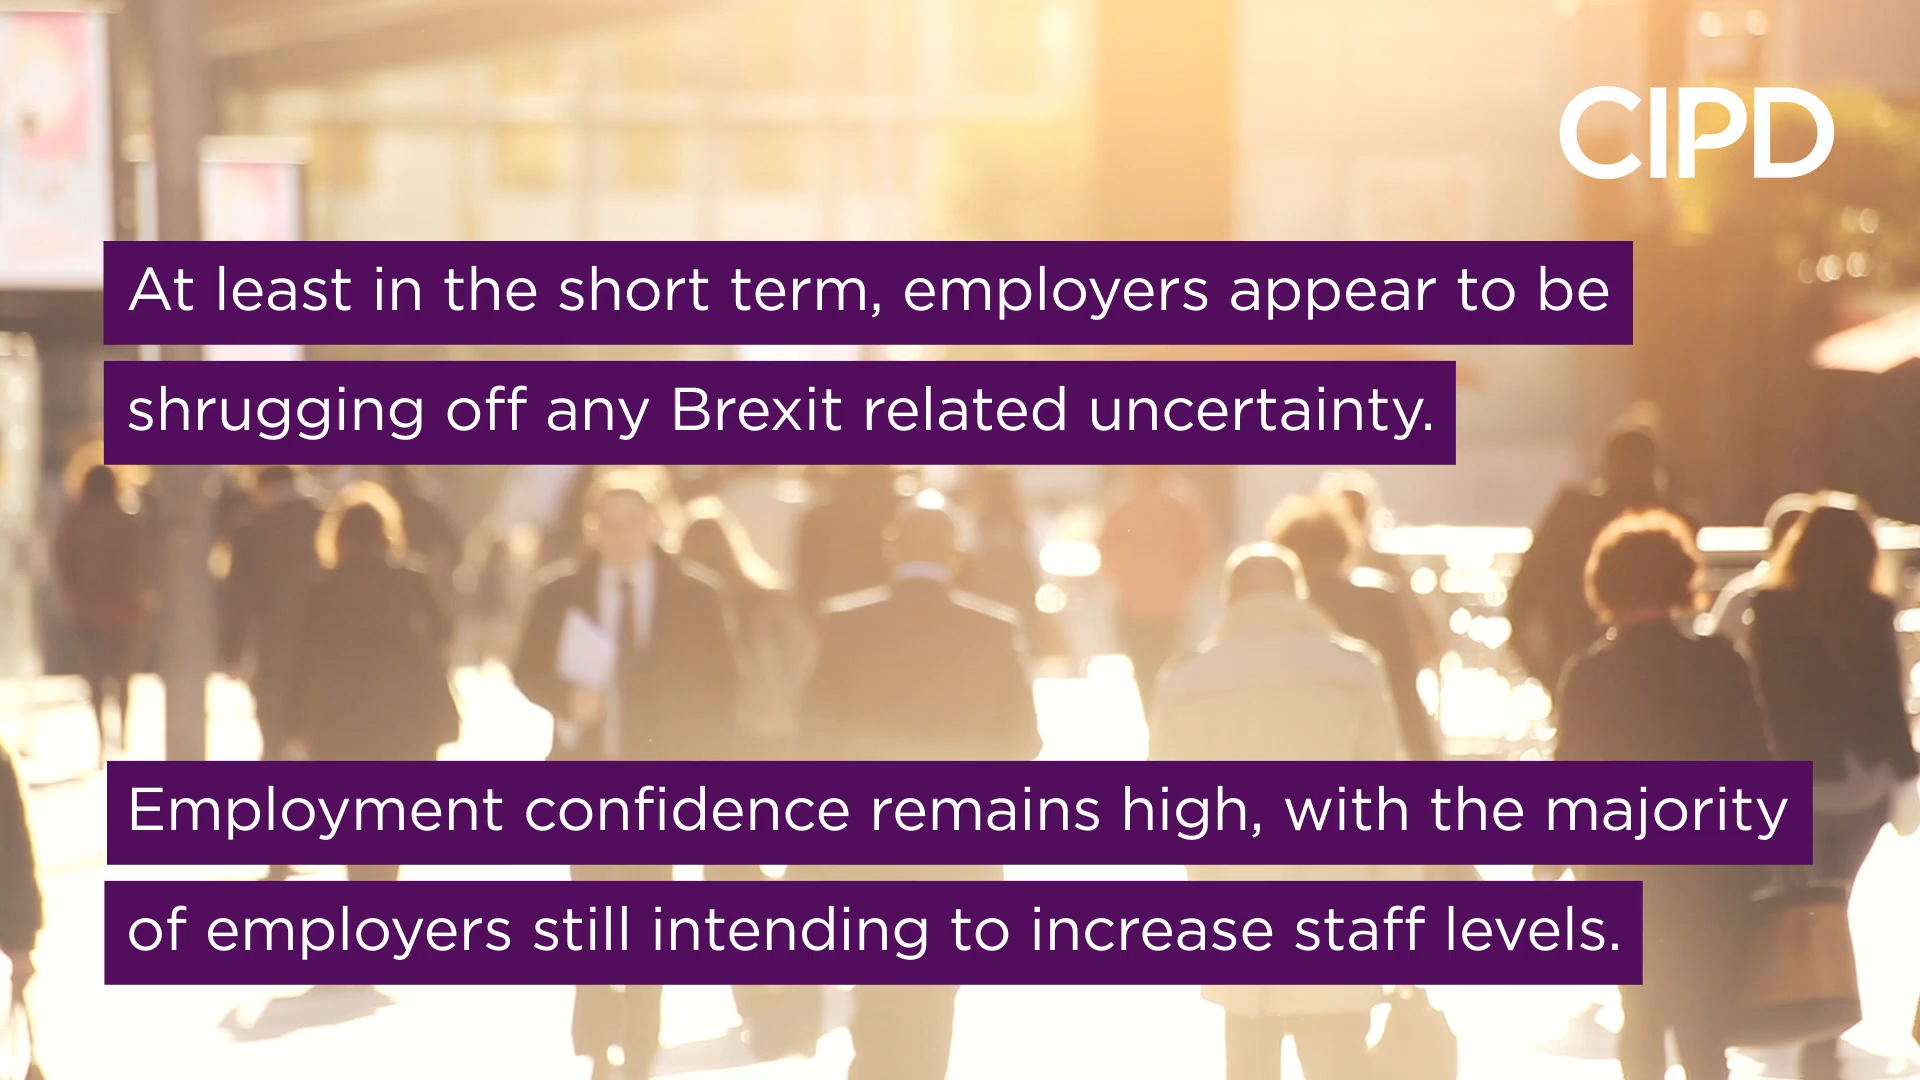 CIPD
At least in the short term, employers appear to be
shrugging off any Brexit related uncertainty.
Employment confidence remains high, with the majority
of employers still intending to increase staff levels.